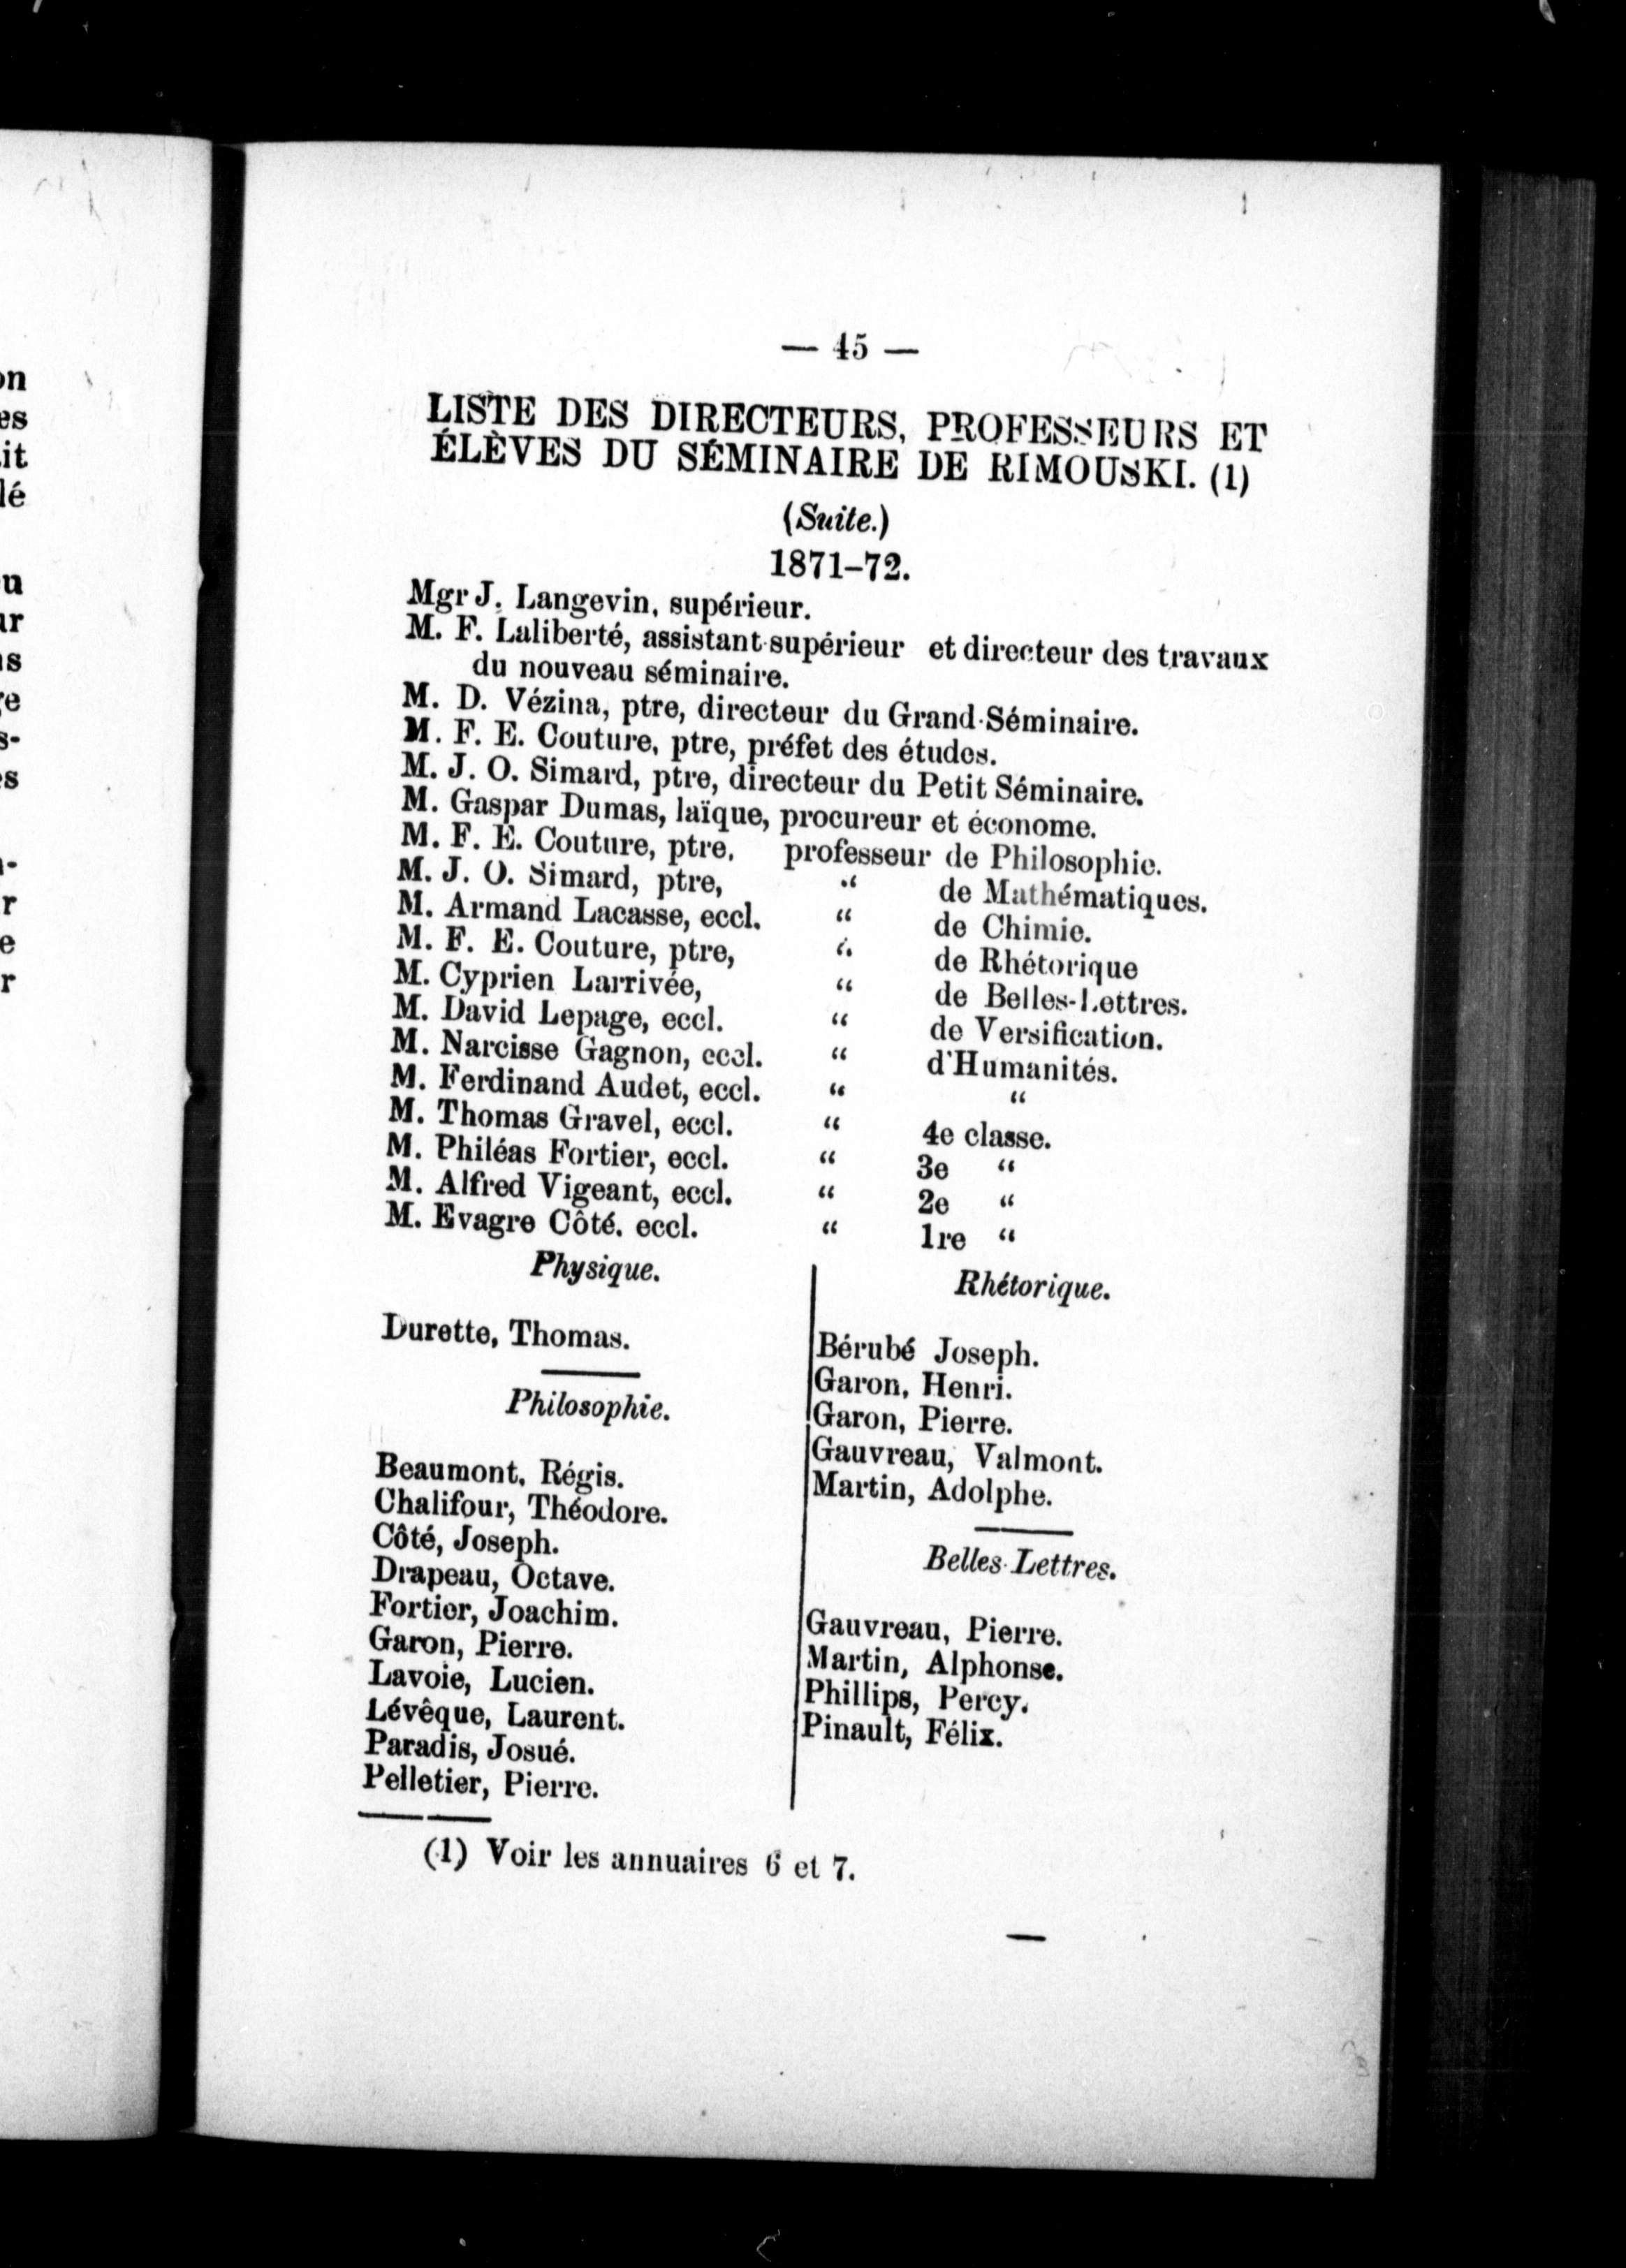 — 45 —
LISTE DES DIRECTEURS, PROFESSEURS ET
ÉLÈVES DU SÉMINAIRE DE RIMOUSKI. (1)
(Suite.)
1871–72.
Mgr J. Langevin, supérieur.
M. F. Laliberté, assistant-supérieur et directeur des travaux
du nouveau séminaire.
M. D. Vézina, ptre, directeur du Grand-Séminaire.
M. F. E. Couture, ptre, préfet des études.
M. J. O. Simard, ptre, directeur du Petit Séminaire.
M. Gaspar Dumas, laïque, procureur et économe.
M. F. E. Couture, ptre, professeur de Philosophie.
M. J. O. Simard, ptre, “ de Mathématiques.
M. Armand Lacasse, eccl. “ de Chimie.
M. F. E. Couture, ptre, “ de Rhétorique
M. Cyprien Larrivée, “ de Belles-Lettres.
M. David Lepage, eccl. “ de Versification.
M. Narcisse Gagnon, eccl. “ d'Humanités.
M. Ferdinand Audet, eccl. “ “
M. Thomas Gravel, eccl. “ 4e classe.
M. Philéas Fortier, eccl. “ 3e “
M. Alfred Vigeant, eccl. “ 2e “
M. Evagre Côté. eccl. “ 1re “
Physique.
Durette, Thomas.
Philosophie.
Beaumont, Régis.
Chalifour, Théodore.
Côté, Joseph.
Drapeau, Octave.
Fortier, Joachim.
Garon, Pierre.
Lavoie, Lucien.
Lévêque, Laurent.
Paradis, Josué.
Pelletier, Pierre.
Rhétorique.
Bérubé Joseph.
Garon, Henri.
Garon, Pierre.
Gauvreau, Valmont.
Martin, Adolphe.
Belles-Lettres.
Gauvreau, Pierre.
Martin, Alphonse.
Phillips, Percy.
Pinault, Félix.
(1) Voir les annuaires 6 et 7.